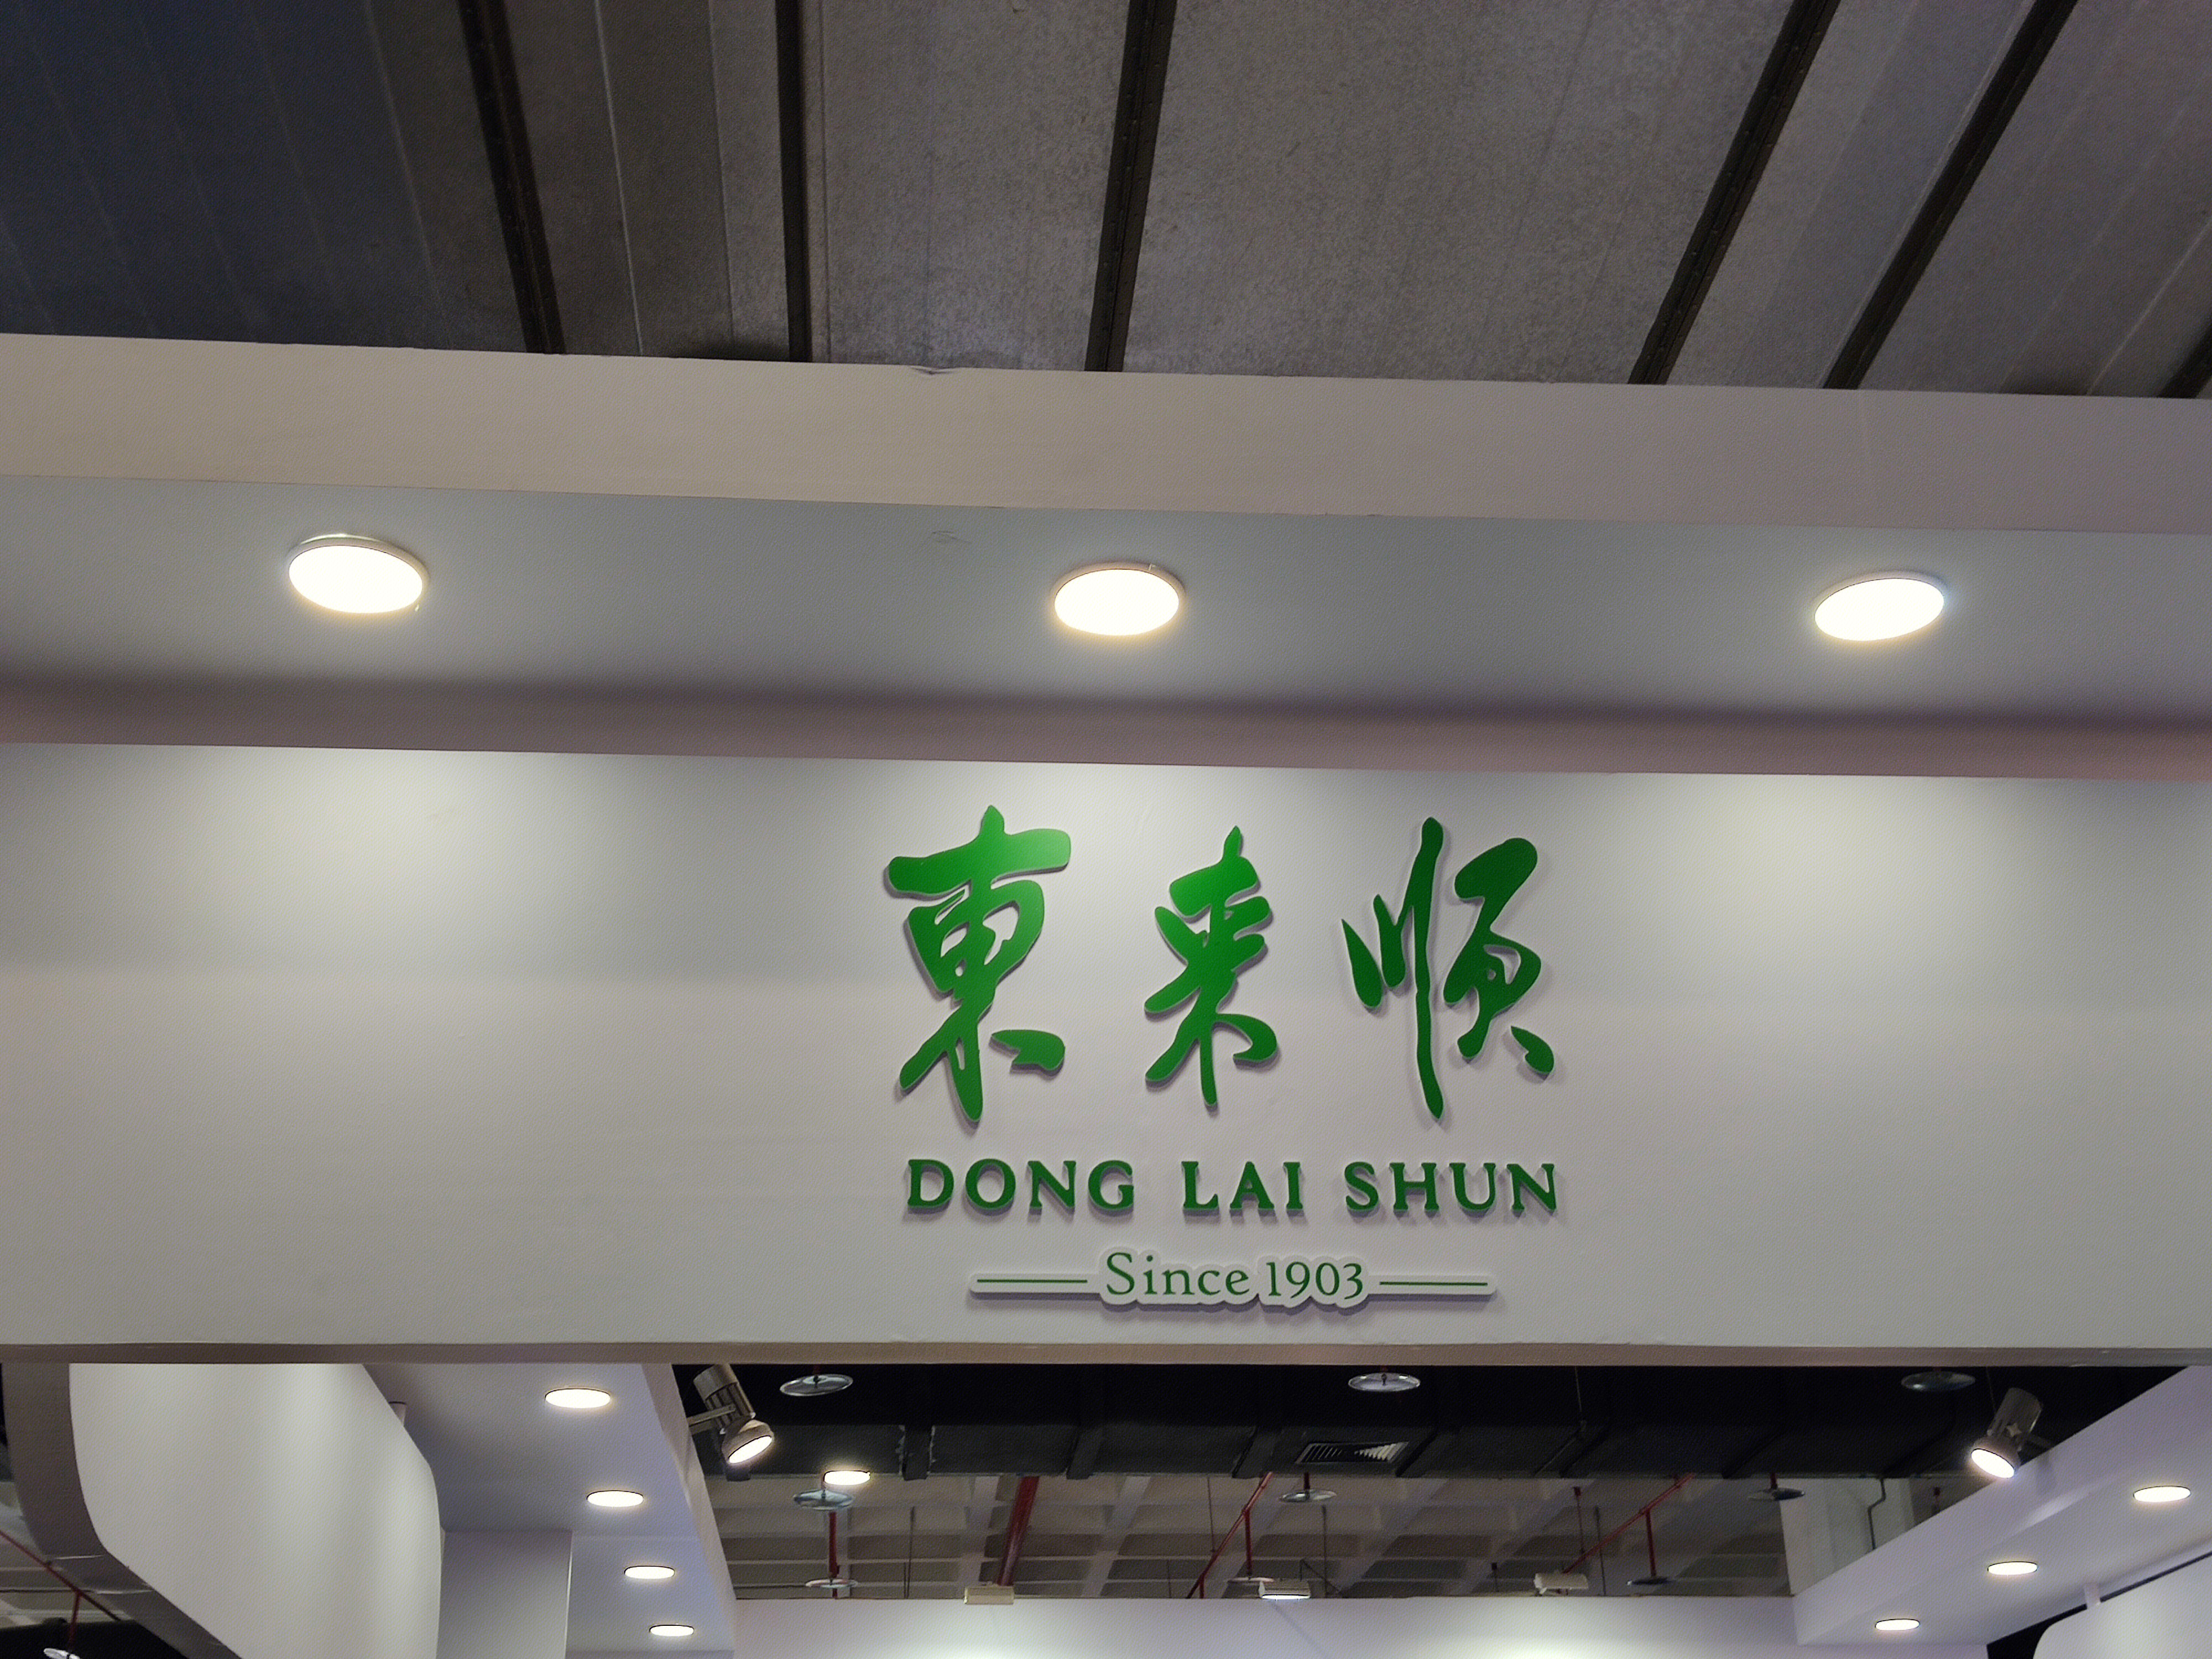 東来順
DONG LAI SHUN
Since 1903